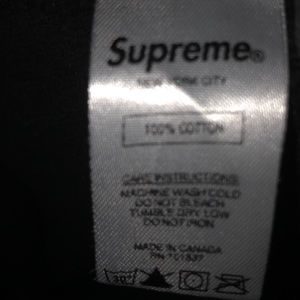 Supreme®
NEW YORK CITY
100% COTTON
CARE INSTRUCTIONS
MACHINE WASH COLD
DO NOT BLEACH
TUMBLE DRY LOW
DO NOT IRON
MADE IN CANADA
RN 101837
30°